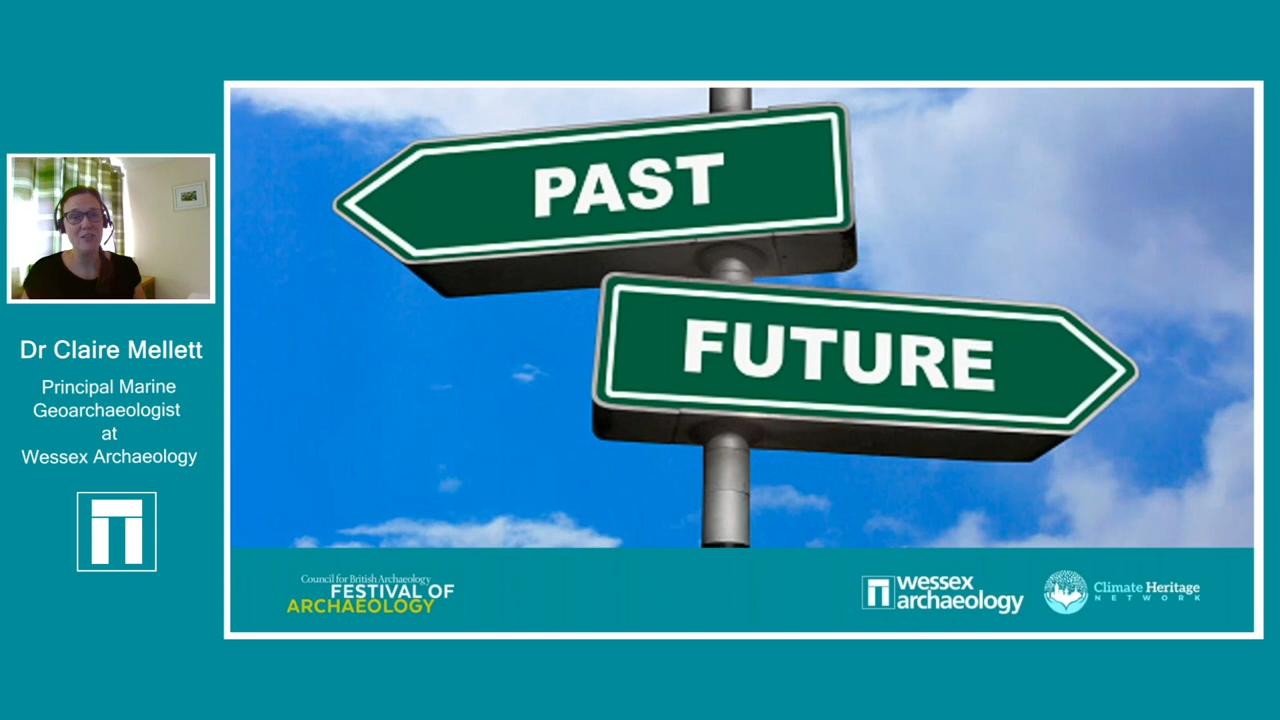 Dr Claire Mellett
Principal Marine
Geoarchaeologist
at
Wessex Archaeology
PAST
FUTURE
Council for British Archaeology
FESTIVAL OF
ARCHAEOLOGY
wessex
archaeology
Climate Heritage
NETWORK